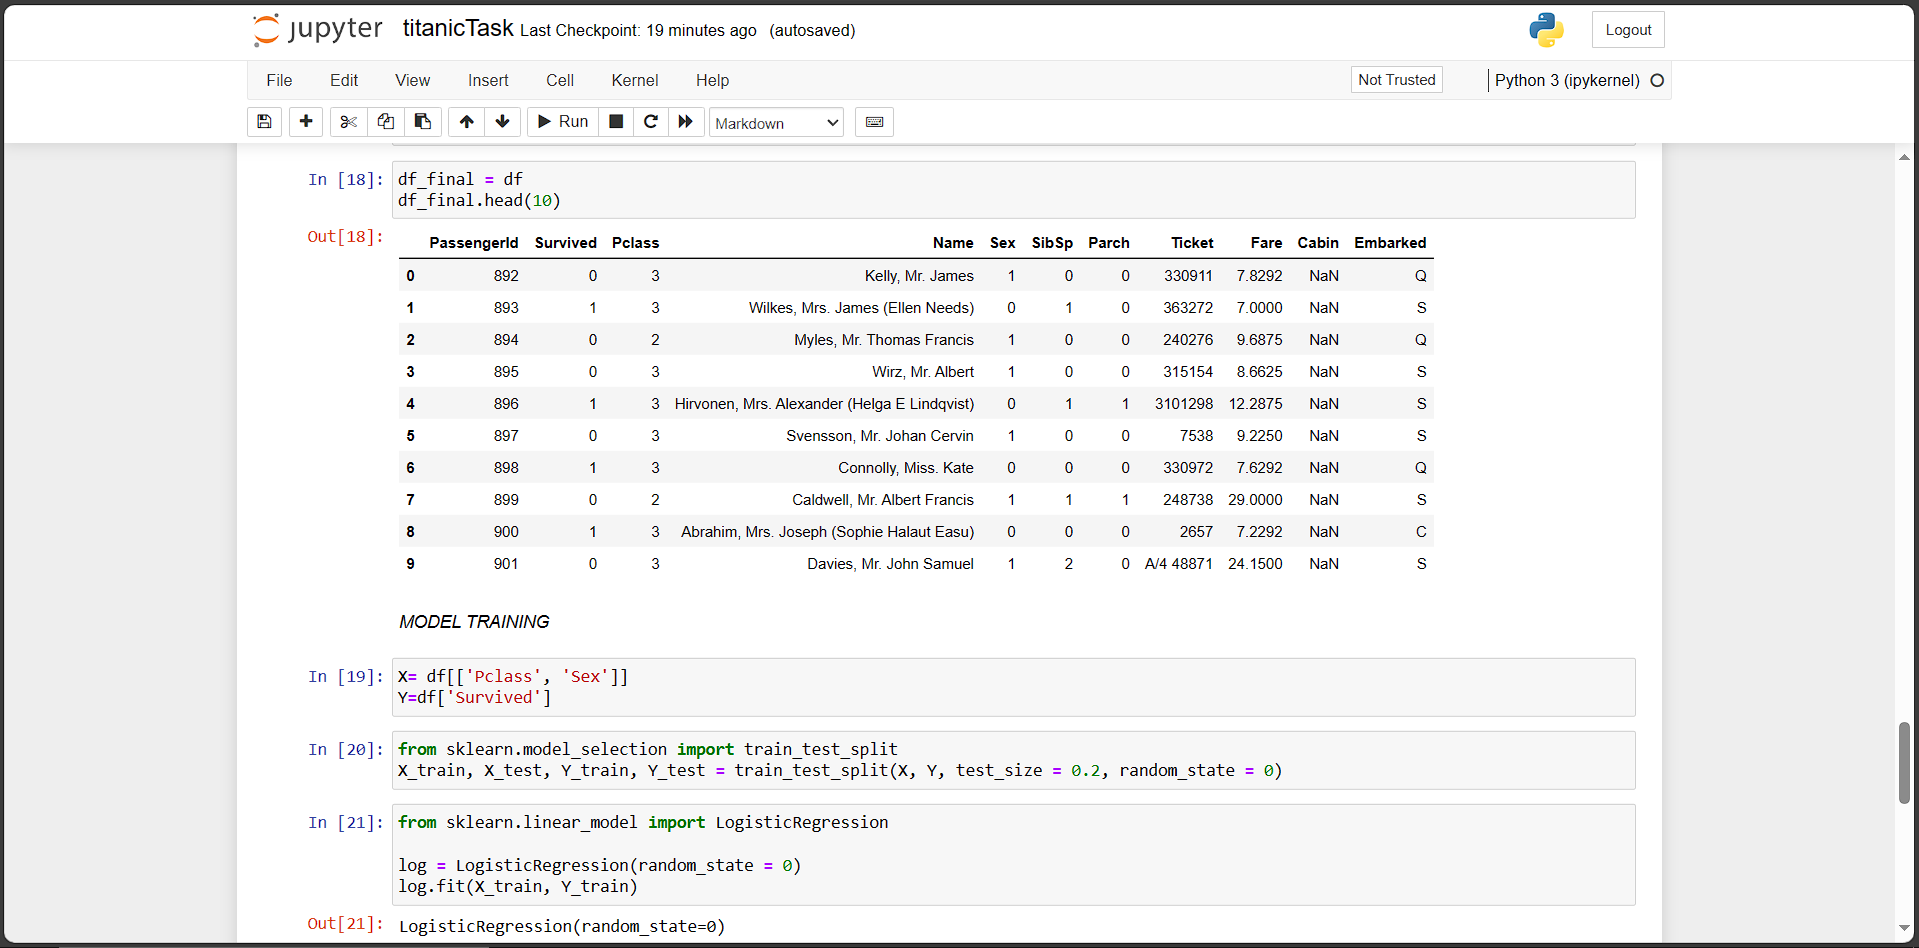 jupyter titanicTask Last Checkpoint: 19 minutes ago (autosaved) Logout
File Edit View Insert Cell Kernel Help Not Trusted Python 3 (ipykernel)
Run Markdown
In [18]: df_final = df
df_final.head(10)
Out[18]:
PassengerId Survived Pclass Name Sex SibSp Parch Ticket Fare Cabin Embarked
0 892 0 3 Kelly, Mr. James 1 0 0 330911 7.8292 NaN Q
1 893 1 3 Wilkes, Mrs. James (Ellen Needs) 0 1 0 363272 7.0000 NaN S
2 894 0 2 Myles, Mr. Thomas Francis 1 0 0 240276 9.6875 NaN Q
3 895 0 3 Wirz, Mr. Albert 1 0 0 315154 8.6625 NaN S
4 896 1 3 Hirvonen, Mrs. Alexander (Helga E Lindqvist) 0 1 1 3101298 12.2875 NaN S
5 897 0 3 Svensson, Mr. Johan Cervin 1 0 0 7538 9.2250 NaN S
6 898 1 3 Connolly, Miss. Kate 0 0 0 330972 7.6292 NaN Q
7 899 0 2 Caldwell, Mr. Albert Francis 1 1 1 248738 29.0000 NaN S
8 900 1 3 Abrahim, Mrs. Joseph (Sophie Halaut Easu) 0 0 0 2657 7.2292 NaN C
9 901 0 3 Davies, Mr. John Samuel 1 2 0 A/4 48871 24.1500 NaN S
MODEL TRAINING
In [19]: X= df[['Pclass', 'Sex']]
Y=df['Survived']
In [20]: from sklearn.model_selection import train_test_split
X_train, X_test, Y_train, Y_test = train_test_split(X, Y, test_size = 0.2, random_state = 0)
In [21]: from sklearn.linear_model import LogisticRegression
log = LogisticRegression(random_state = 0)
log.fit(X_train, Y_train)
Out[21]: LogisticRegression(random_state=0)